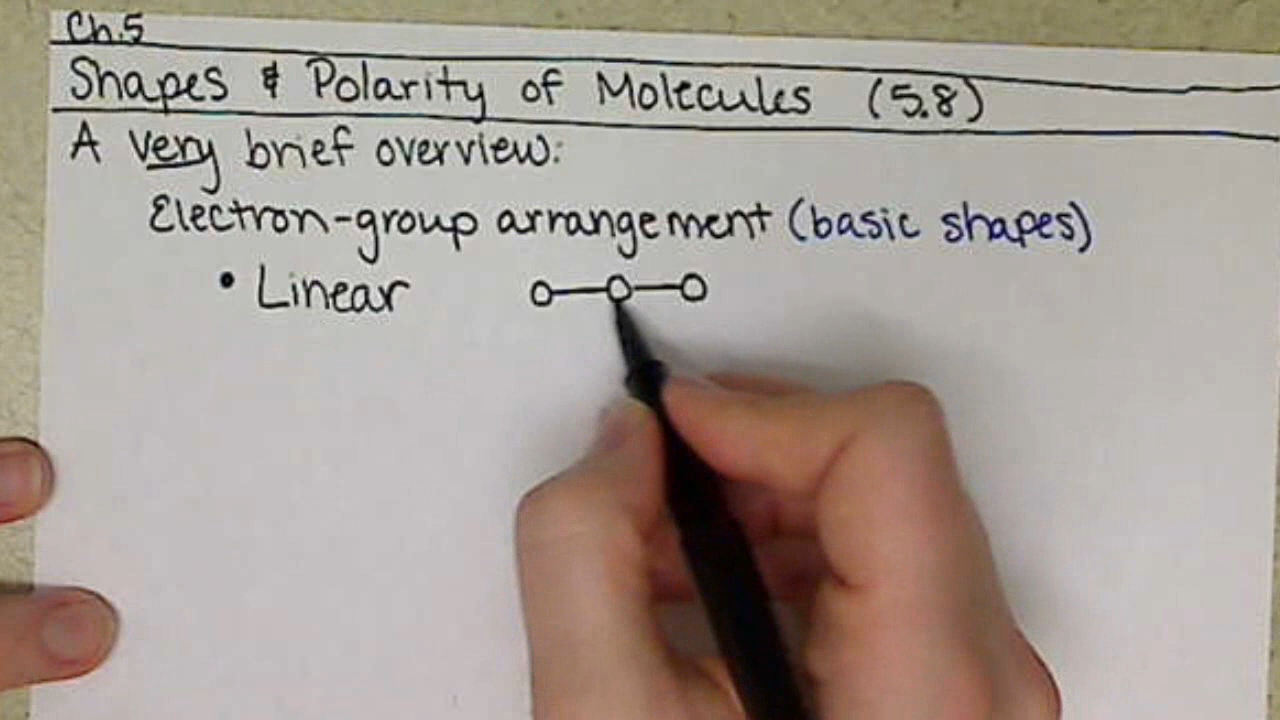 Ch.5
Shapes & Polarity of Molecules (5.8)
A very brief overview:
Electron-group arrangement (basic shapes)
• Linear